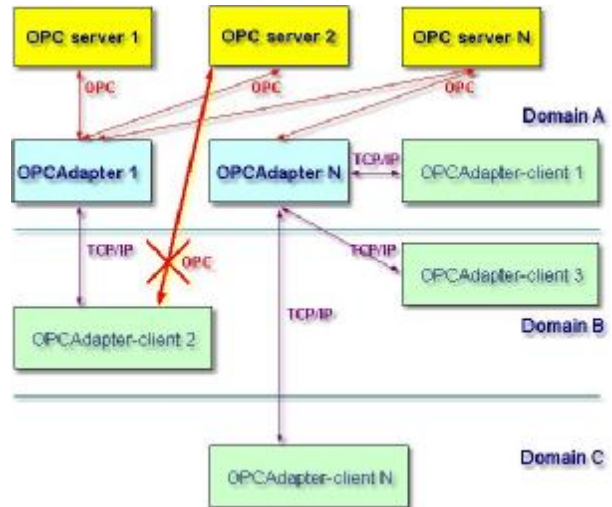 OPC server 1
OPC server 2
OPC server N
OPC
OPC
OPC
Domain A
OPCAdapter 1
OPCAdapter N
TCP/IP
OPCAdapter-client 1
TCP/IP
OPC
TCP/IP
OPCAdapter-client 3
OPCAdapter-client 2
TCP/IP
Domain B
OPCAdapter-client N
Domain C